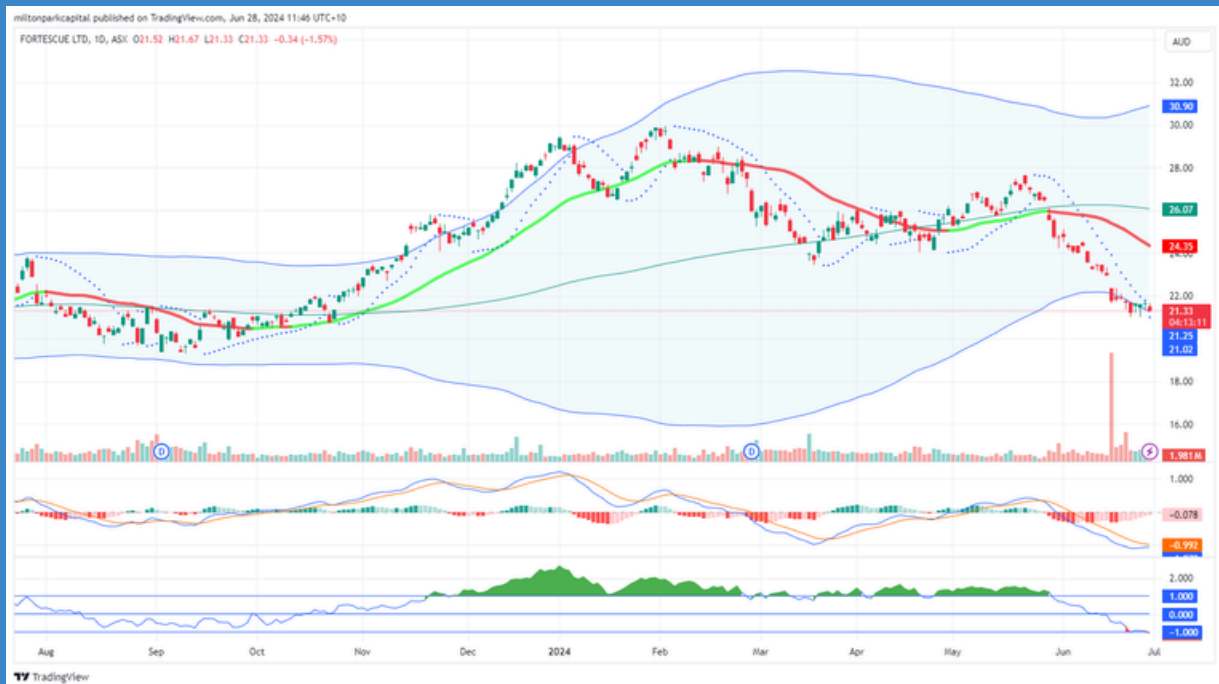 miltonparkcapital published on TradingView.com, Jun 28, 2024 11:46 UTC+10
FORTESCUE LTD, 1D, ASX O21.52 H21.67 L21.33 C21.33 −0.34 (−1.57%)
AUD
32.00
30.90
30.00
28.00
26.07
24.35
24.00
22.00
21.33
04:13:11
21.25
21.02
18.00
16.00
D
D
1.981M
1.000
−0.078
−0.992
2.000
1.000
0.000
−1.000
Aug Sep Oct Nov Dec 2024 Feb Mar Apr May Jun Jul
TradingView